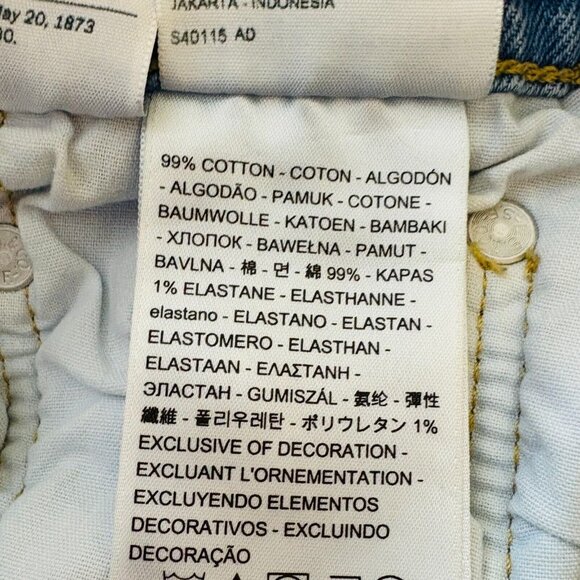 May 20, 1873
JAKARTA - INDONESIA
S40115 AD
99% COTTON - COTON - ALGODÓN
- ALGODÃO - PAMUK - COTONE -
BAUMWOLLE - KATOEN - BAMBAKI
- ХЛОПОК - BAWEŁNA - PAMUT -
BAVLNA - 棉 - 면 - 綿 99% - KAPAS
1% ELASTANE - ELASTHANNE -
elastano - ELASTANO - ELASTAN -
ELASTOMERO - ELASTHAN -
ELASTAAN - ΕΛΑΣΤΑΝΗ -
ЭЛАСТАН - GUMISZÁL - 氨纶 - 彈性
纖維 - 폴리우레탄 - ポリウレタン 1%
EXCLUSIVE OF DECORATION -
EXCLUANT L'ORNEMENTATION -
EXCLUYENDO ELEMENTOS
DECORATIVOS - EXCLUINDO
DECORAÇÃO